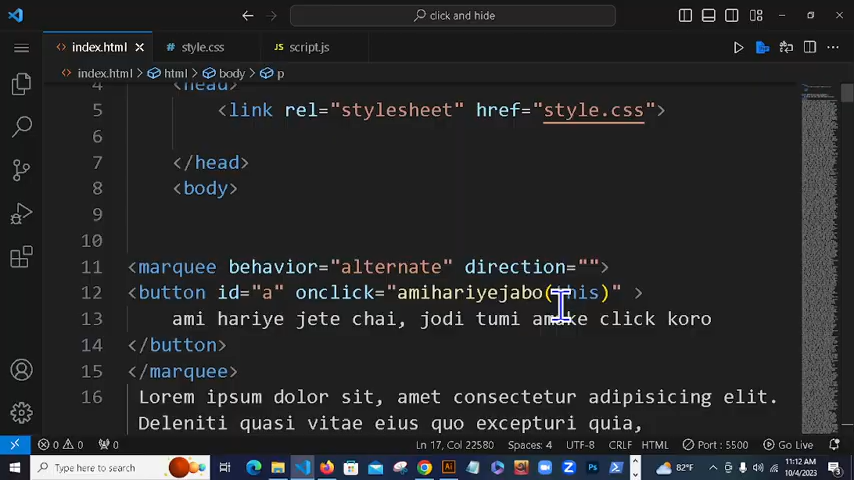 click and hide
index.html
style.css
JS script.js
index.html > html > body > p
4 <head>
5 <link rel="stylesheet" href="style.css">
6
7 </head>
8 <body>
9
10
11 <marquee behavior="alternate" direction="">
12 <button id="a" onclick="amihariyejabo(this)" >
13 ami hariye jete chai, jodi tumi amake click koro
14 </button>
15 </marquee>
16 Lorem ipsum dolor sit, amet consectetur adipisicing elit.
Deleniti quasi vitae eius quo excepturi quia,
0 0 0 Ln 17, Col 22580 Spaces: 4 UTF-8 CRLF HTML Port : 5500 Go Live
Type here to search 82°F 11:12 AM
10/4/2023